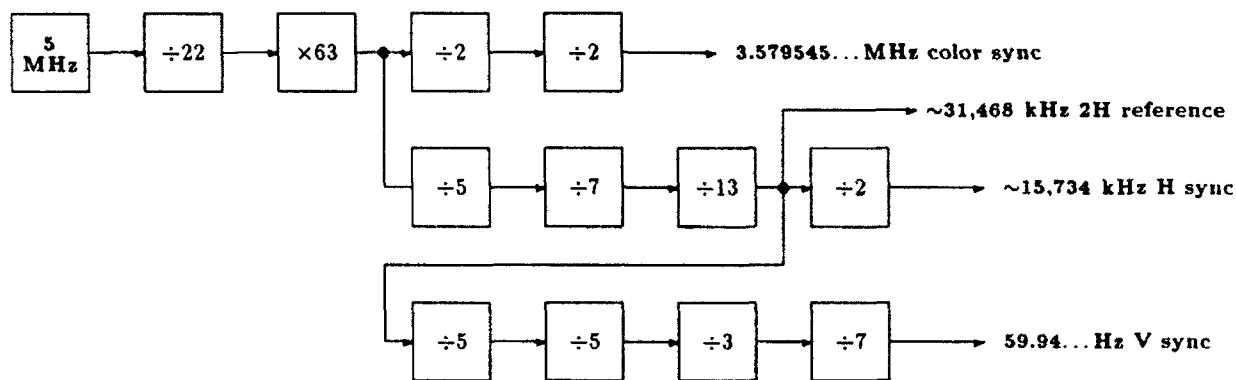 5 MHz
÷22
×63
÷2
÷2
3.579545... MHz color sync
~31,468 kHz 2H reference
÷5
÷7
÷13
÷2
~15,734 kHz H sync
÷5
÷5
÷3
÷7
59.94... Hz V sync